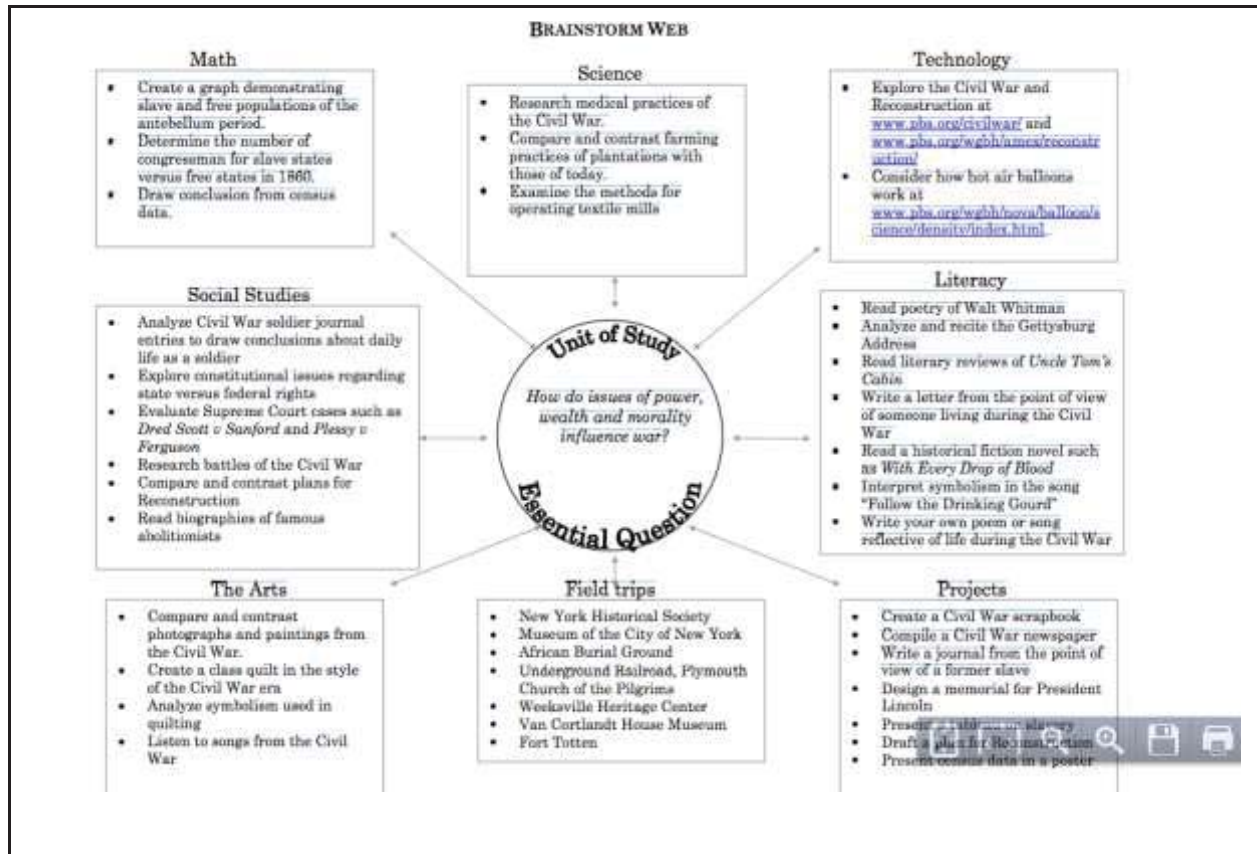 BRAINSTORM WEB
Math
• Create a graph demonstrating
slave and free populations of the
antebellum period.
• Determine the number of
congressman for slave states
versus free states in 1860.
• Draw conclusion from census
data.
Science
• Research medical practices of
the Civil War.
• Compare and contrast farming
practices of plantations with
those of today.
• Examine the methods for
operating textile mills
Technology
• Explore the Civil War and
Reconstruction at
www.pbs.org/civilwar/ and
www.pbs.org/wgbh/amex/reconstr
uction/
• Consider how hot air balloons
work at
www.pbs.org/wgbh/nova/balloon/s
cience/density/index.html.
Social Studies
• Analyze Civil War soldier journal
entries to draw conclusions about daily
life as a soldier
• Explore constitutional issues regarding
state versus federal rights
• Evaluate Supreme Court cases such as
Dred Scott v Sanford and Plessy v
Ferguson
• Research battles of the Civil War
• Compare and contrast plans for
Reconstruction
• Read biographies of famous
abolitionists
Unit of Study
How do issues of power,
wealth and morality
influence war?
Essential Question
Literacy
• Read poetry of Walt Whitman
• Analyze and recite the Gettysburg
Address
• Read literary reviews of Uncle Tom's
Cabin
• Write a letter from the point of view
of someone living during the Civil
War
• Read a historical fiction novel such
as With Every Drop of Blood
• Interpret symbolism in the song
"Follow the Drinking Gourd"
• Write your own poem or song
reflective of life during the Civil War
The Arts
• Compare and contrast
photographs and paintings from
the Civil War.
• Create a class quilt in the style
of the Civil War era
• Analyze symbolism used in
quilting
• Listen to songs from the Civil
War
Field trips
• New York Historical Society
• Museum of the City of New York
• African Burial Ground
• Underground Railroad, Plymouth
Church of the Pilgrims
• Weeksville Heritage Center
• Van Cortlandt House Museum
• Fort Totten
Projects
• Create a Civil War scrapbook
• Compile a Civil War newspaper
• Write a journal from the point of
view of a former slave
• Design a memorial for President
Lincoln
• Present slavery
• Draft a plan for Reconstruction
• Present census data in a poster